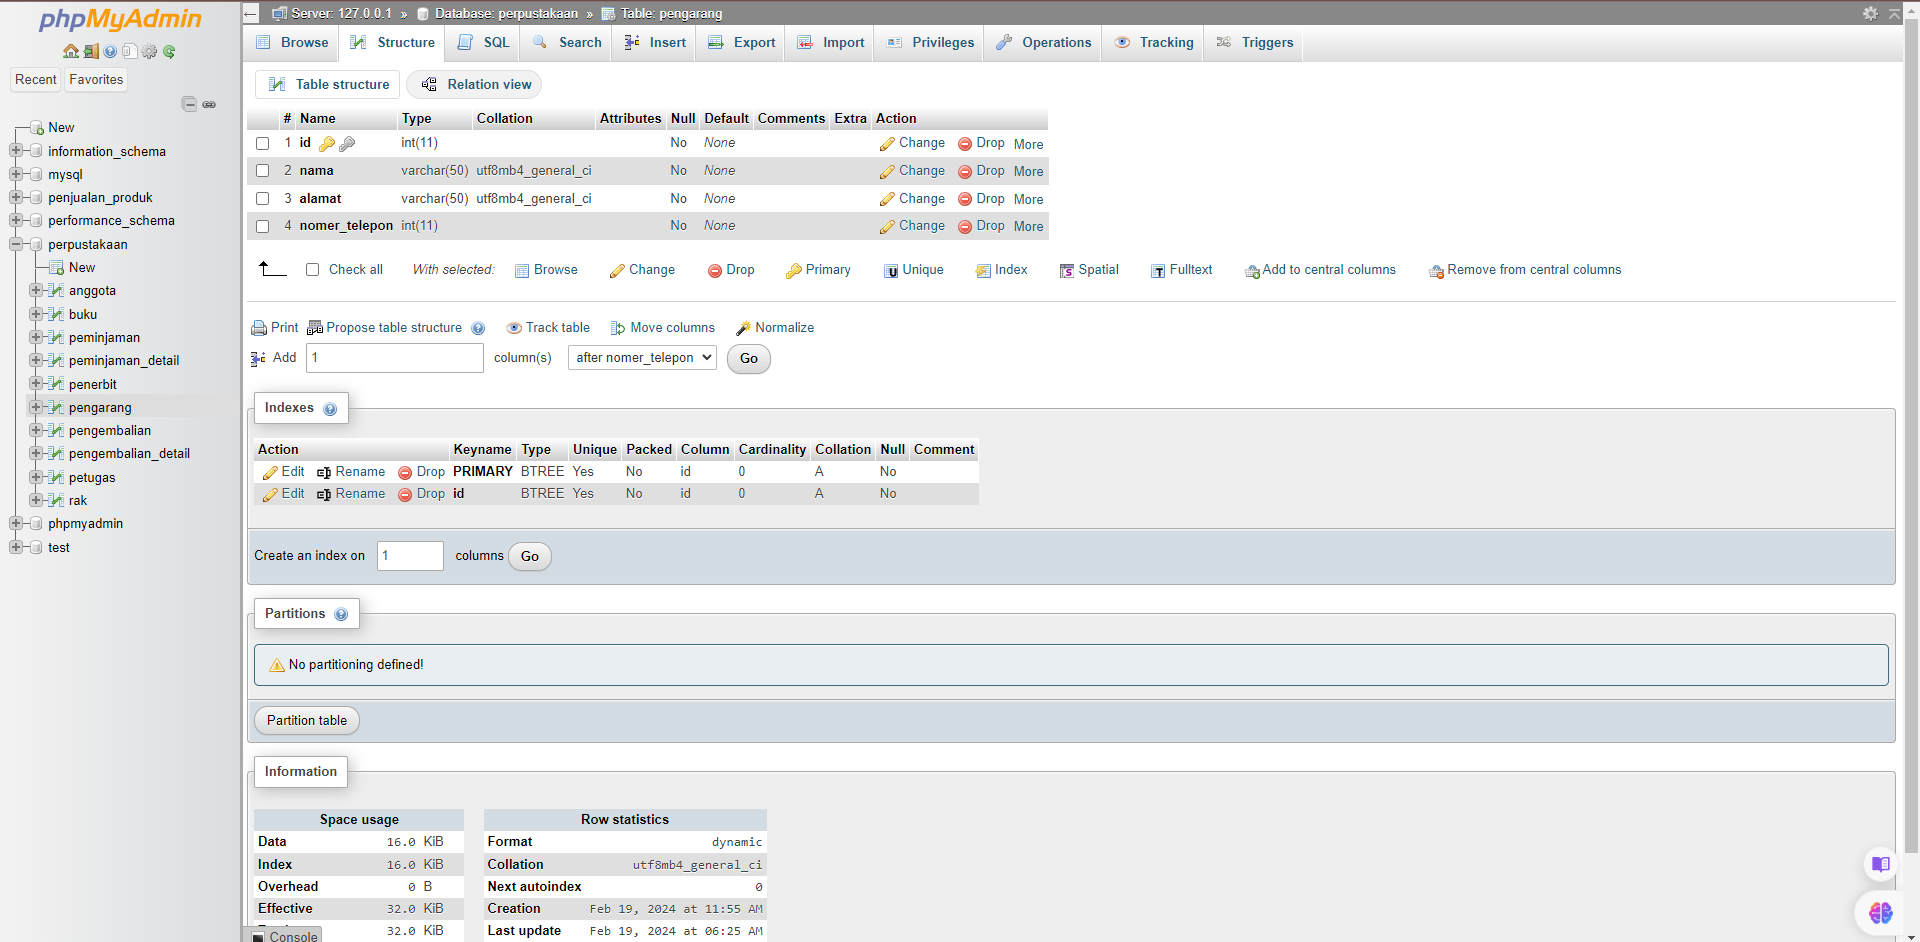 phpMyAdmin
Recent Favorites
New
information_schema
mysql
penjualan_produk
performance_schema
perpustakaan
New
anggota
buku
peminjaman
peminjaman_detail
penerbit
pengarang
pengembalian
pengembalian_detail
petugas
rak
phpmyadmin
test
Server: 127.0.0.1 » Database: perpustakaan » Table: pengarang
Browse Structure SQL Search Insert Export Import Privileges Operations Tracking Triggers
Table structure Relation view
# Name Type Collation Attributes Null Default Comments Extra Action
1 id int(11) No None Change Drop More
2 nama varchar(50) utf8mb4_general_ci No None Change Drop More
3 alamat varchar(50) utf8mb4_general_ci No None Change Drop More
4 nomer_telepon int(11) No None Change Drop More
Check all With selected: Browse Change Drop Primary Unique Index Spatial Fulltext Add to central columns Remove from central columns
Print Propose table structure Track table Move columns Normalize
Add 1 column(s) after nomer_telepon Go
Indexes
Action Keyname Type Unique Packed Column Cardinality Collation Null Comment
Edit Rename Drop PRIMARY BTREE Yes No id 0 A No
Edit Rename Drop id BTREE Yes No id 0 A No
Create an index on 1 columns Go
Partitions
No partitioning defined!
Partition table
Information
Space usage
Data 16.0 KiB
Index 16.0 KiB
Overhead 0 B
Effective 32.0 KiB
32.0 KiB
Row statistics
Format dynamic
Collation utf8mb4_general_ci
Next autoindex 0
Creation Feb 19, 2024 at 11:55 AM
Last update Feb 19, 2024 at 06:25 AM
Console